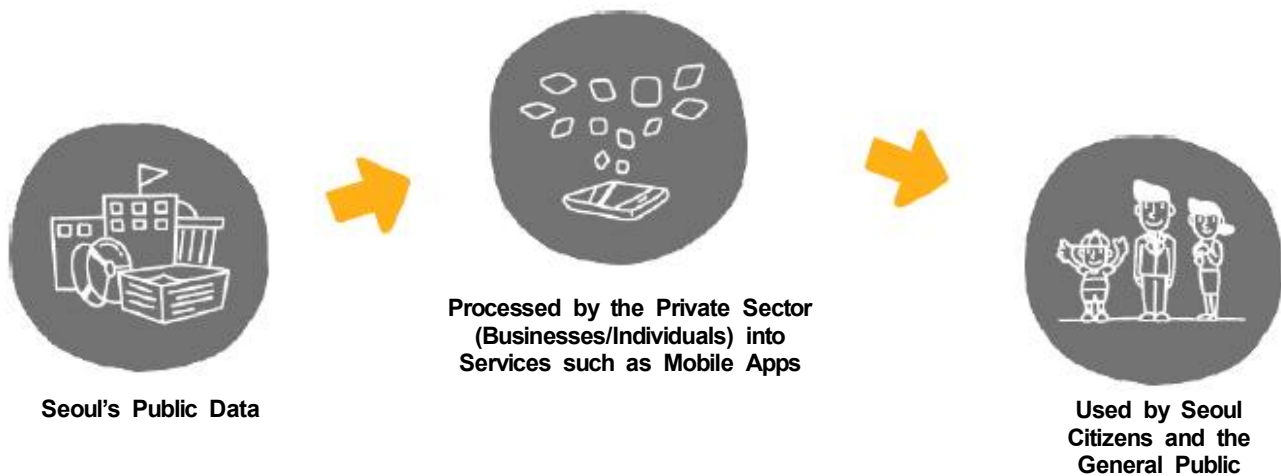 Seoul’s Public Data
Processed by the Private Sector
(Businesses/Individuals) into
Services such as Mobile Apps
Used by Seoul
Citizens and the
General Public